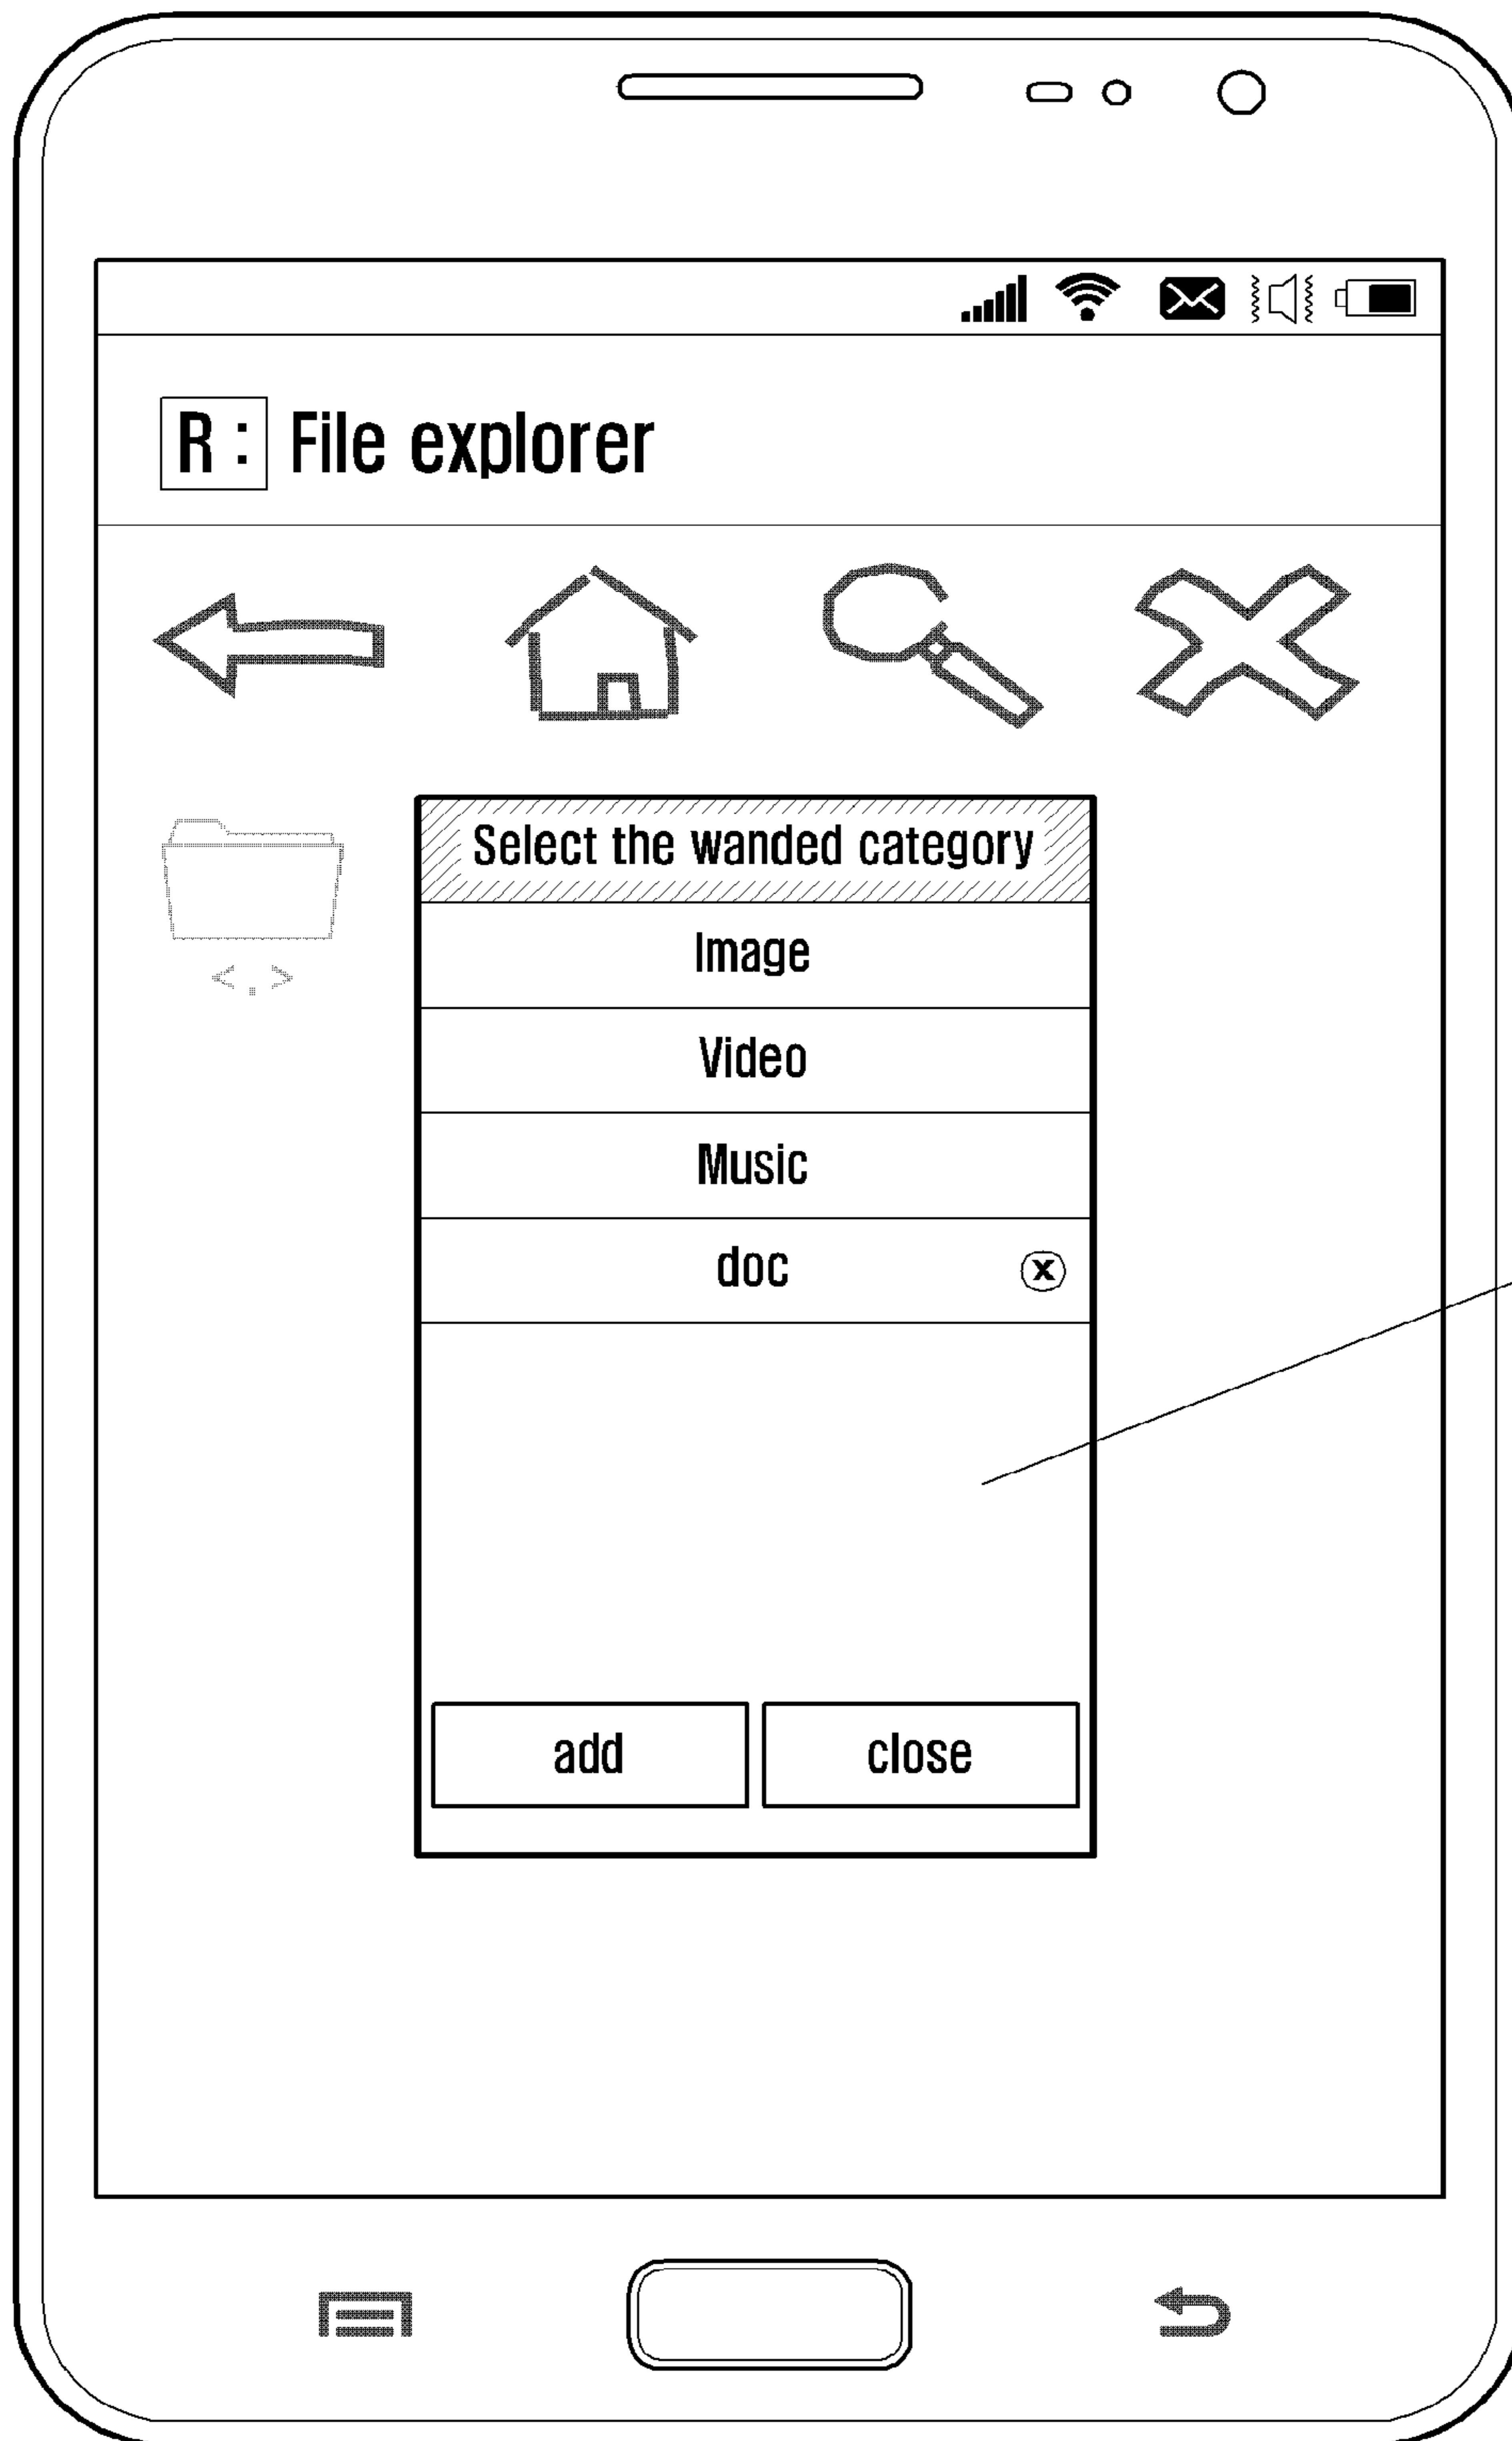 R : File explorer
Select the wanded category
< . >
Image
Video
Music
doc x
add close